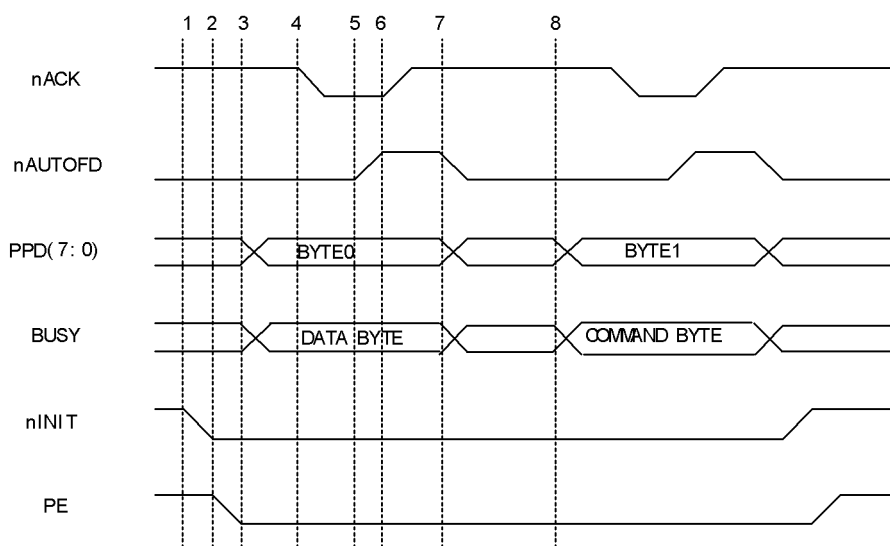 1 2 3 4 5 6 7 8
nACK
nAUTOFD
PPD(7:0) BYTE0 BYTE1
BUSY DATA BYTE COMMAND BYTE
nINIT
PE